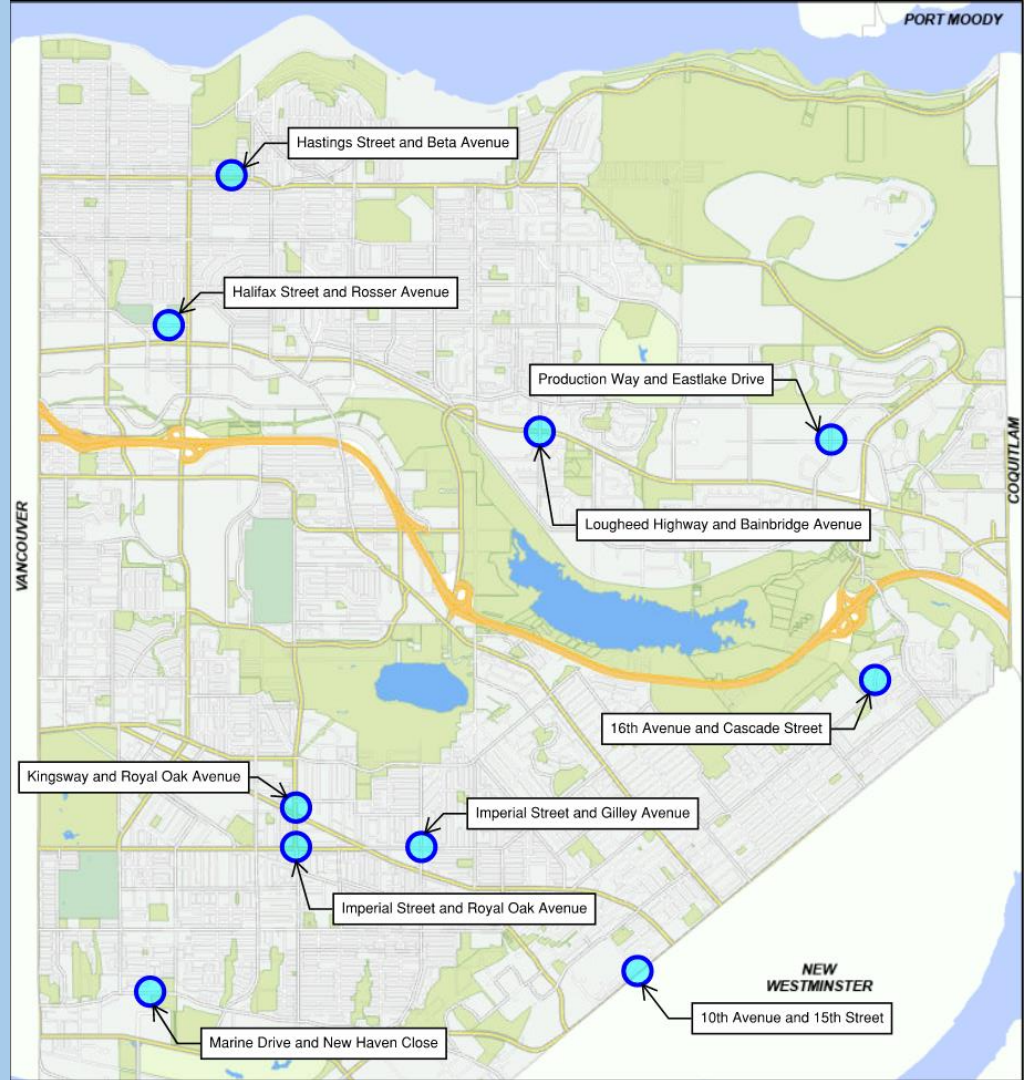 PORT MOODY
Hastings Street and Beta Avenue
Halifax Street and Rosser Avenue
Production Way and Eastlake Drive
COQUITLAM
Lougheed Highway and Bainbridge Avenue
VANCOUVER
16th Avenue and Cascade Street
Kingsway and Royal Oak Avenue
Imperial Street and Gilley Avenue
Imperial Street and Royal Oak Avenue
NEW
WESTMINSTER
10th Avenue and 15th Street
Marine Drive and New Haven Close